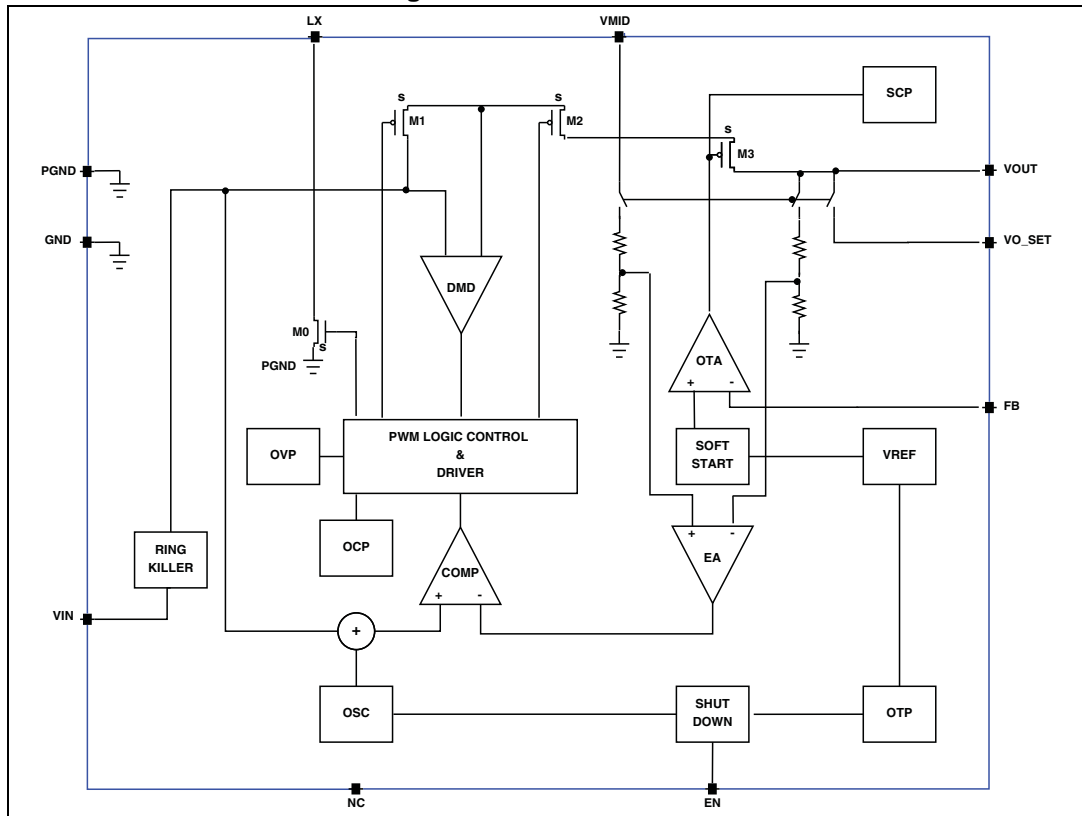 LX
VMID
SCP
S
M1
S
M2
S
M3
PGND
VOUT
GND
VO_SET
DMD
M0
S
PGND
OTA
+ -
FB
PWM LOGIC CONTROL
&
DRIVER
OVP
SOFT
START
VREF
OCP
RING
KILLER
COMP
+ -
+ -
EA
VIN
+
OSC
SHUT
DOWN
OTP
NC
EN